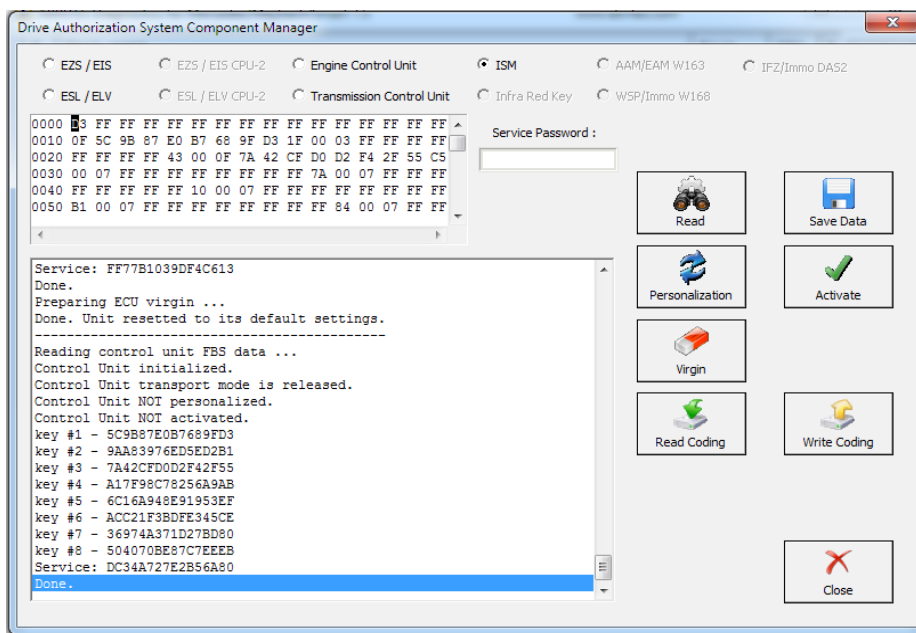 Drive Authorization System Component Manager
EZS / EIS
EZS / EIS CPU-2
Engine Control Unit
ISM
AAM/EAM W163
IFZ/Immo DAS2
ESL / ELV
ESL / ELV CPU-2
Transmission Control Unit
Infra Red Key
WSP/Immo W168
0000 D3 FF FF FF FF FF FF FF FF FF FF FF FF FF FF FF
0010 0F 5C 9B 87 E0 B7 68 9F D3 1F 00 03 FF FF FF FF
0020 FF FF FF FF 43 00 0F 7A 42 CF D0 D2 F4 2F 55 C5
0030 00 07 FF FF FF FF FF FF FF FF 7A 00 07 FF FF FF
0040 FF FF FF FF FF 10 00 07 FF FF FF FF FF FF FF FF
0050 B1 00 07 FF FF FF FF FF FF FF FF 84 00 07 FF FF
Service Password :
Read
Save Data
Service: FF77B1039DF4C613
Done.
Preparing ECU virgin ...
Done. Unit resetted to its default settings.
--------------------------------------------
Reading control unit FBS data ...
Control Unit initialized.
Control Unit transport mode is released.
Control Unit NOT personalized.
Control Unit NOT activated.
key #1 - 5C9B87E0B7689FD3
key #2 - 9AA83976ED5ED2B1
key #3 - 7A42CFD0D2F42F55
key #4 - A17F98C78256A9AB
key #5 - 6C16A948E91953EF
key #6 - ACC21F3BDFE345CE
key #7 - 36974A371D27BD80
key #8 - 504070BE87C7EEEB
Service: DC34A727E2B56A80
Done.
Personalization
Activate
Virgin
Read Coding
Write Coding
Close